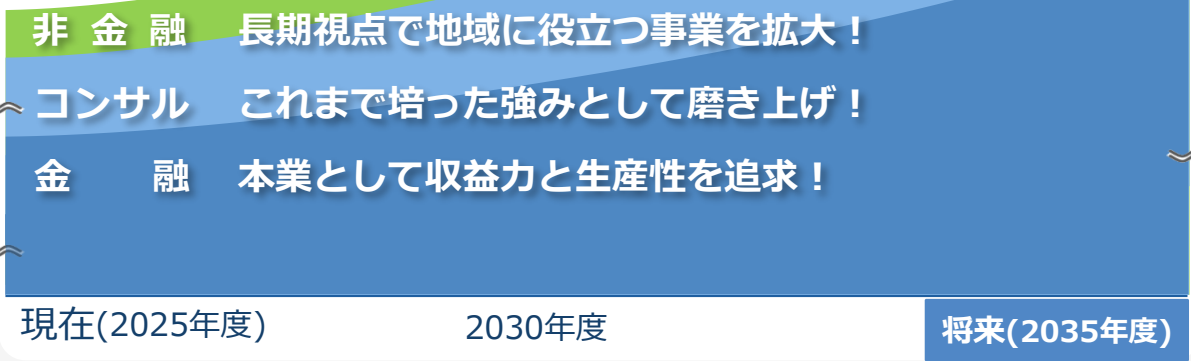 非 金 融　長期視点で地域に役立つ事業を拡大！
コンサル　これまで培った強みとして磨き上げ！
金　　融　本業として収益力と生産性を追求！
現在(2025年度)　2030年度　将来(2035年度)